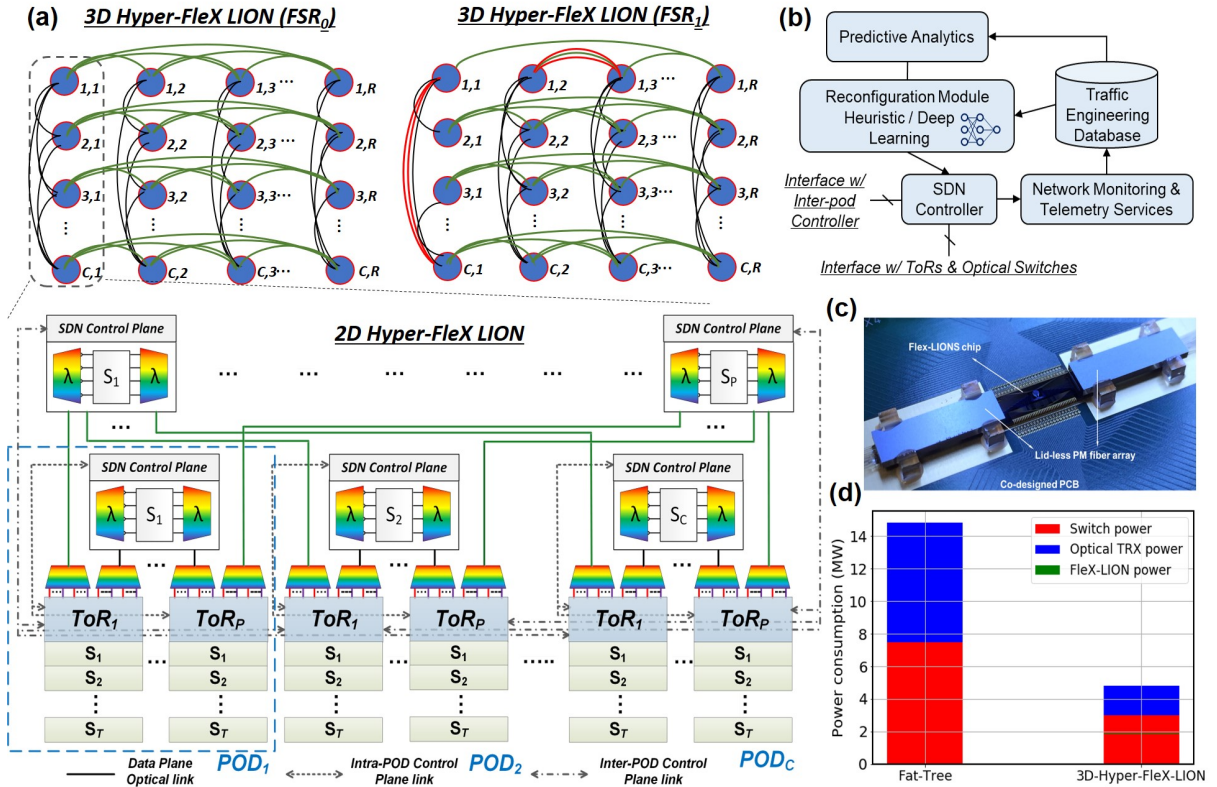 (a)
3D Hyper-FleX LION (FSR0)
3D Hyper-FleX LION (FSR1)
1,1
1,2
1,3
...
1,R
2,1
2,2
2,3
2,R
3,1
3,2
3,3...
3,R
C,1
C,2
C,3...
C,R
1,1
1,2
1,3
...
1,R
2,1
2,2
2,3
2,R
3,1
3,2
3,3...
3,R
C,1
C,2
C,3...
C,R
(b)
Predictive Analytics
Reconfiguration Module
Heuristic / Deep
Learning
Traffic
Engineering
Database
Interface w/
Inter-pod
Controller
SDN
Controller
Network Monitoring &
Telemetry Services
Interface w/ ToRs & Optical Switches
2D Hyper-FleX LION
SDN Control Plane
λ
S1
λ
... ... ... ... ... ...
SDN Control Plane
λ
SP
λ
...
...
SDN Control Plane
λ
S1
λ
SDN Control Plane
λ
S2
λ
SDN Control Plane
λ
SC
λ
...
...
...
ToR1
ToRP
ToR1
ToRP
ToR1
ToRP
S1
S1
S1
S1
S1
S1
S2
S2
S2
S2
S2
S2
ST
ST
ST
ST
ST
ST
POD1
POD2
PODC
Data Plane
Optical link
Intra-POD Control
Plane link
Inter-POD Control
Plane link
(c)
Flex-LIONS chip
Lid-less PM fiber array
Co-designed PCB
(d)
Power consumption (MW)
14
12
10
8
6
4
2
0
Switch power
Optical TRX power
FleX-LION power
Fat-Tree
3D-Hyper-FleX-LION